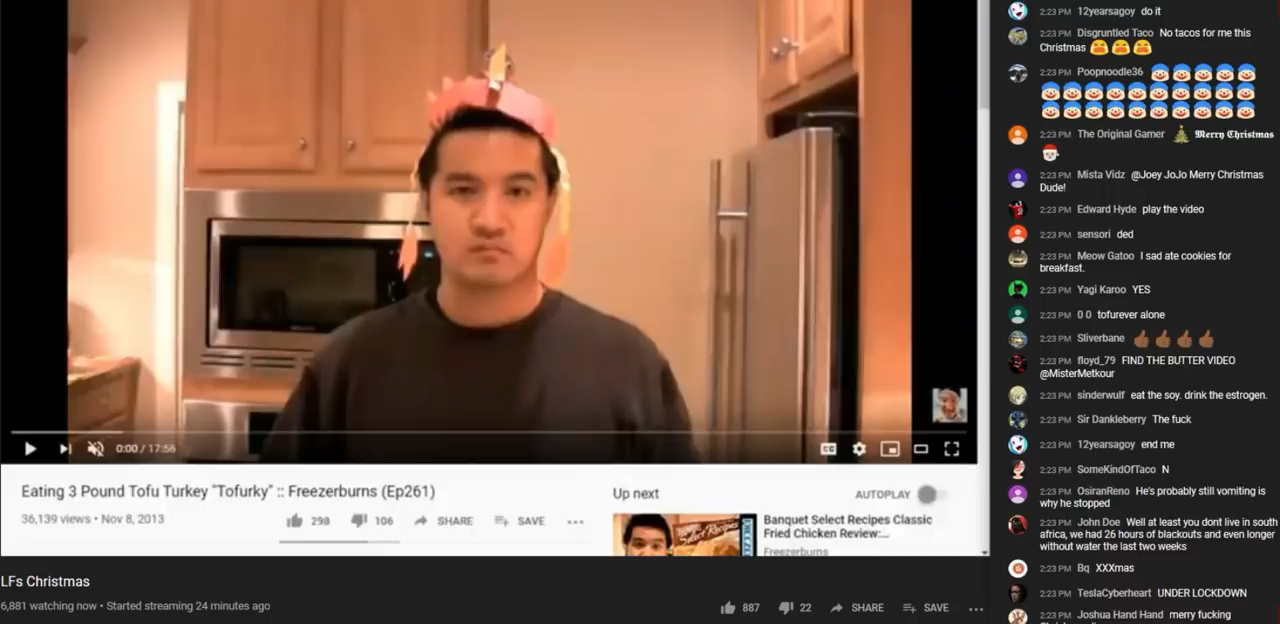 0:00 / 17:56
CC
Eating 3 Pound Tofu Turkey "Tofurky" :: Freezerburns (Ep261)
36,139 views • Nov 8, 2013
298
106
SHARE
SAVE
Up next
AUTOPLAY
Banquet Select Recipes Classic
Fried Chicken Review:...
Freezerburns
LFs Christmas
6,881 watching now • Started streaming 24 minutes ago
887
22
SHARE
SAVE
2:23 PM 12yearsagoy do it
2:23 PM Disgruntled Taco No tacos for me this
Christmas
2:23 PM Poopnoodle36
2:23 PM The Original Gamer 𝕸𝖊𝖗𝖗𝖞 𝕮𝖍𝖗𝖎𝖘𝖙𝖒𝖆𝖘
2:23 PM Mista Vidz @Joey JoJo Merry Christmas
Dude!
2:23 PM Edward Hyde play the video
2:23 PM sensori ded
2:23 PM Meow Gatoo I sad ate cookies for
breakfast.
2:23 PM Yagi Karoo YES
2:23 PM 0 0 tofurever alone
2:23 PM Sliverbane
2:23 PM floyd_79 FIND THE BUTTER VIDEO
@MisterMetkour
2:23 PM sinderwulf eat the soy. drink the estrogen.
2:23 PM Sir Dankleberry The fuck
2:23 PM 12yearsagoy end me
2:23 PM SomeKindOfTaco N
2:23 PM OsiranReno He's probably still vomiting is
why he stopped
2:23 PM John Doe Well at least you dont live in south
africa, we had 26 hours of blackouts and even longer
without water the last two weeks
2:23 PM Bq XXXmas
2:23 PM TeslaCyberheart UNDER LOCKDOWN
2:23 PM Joshua Hand Hand merry fucking